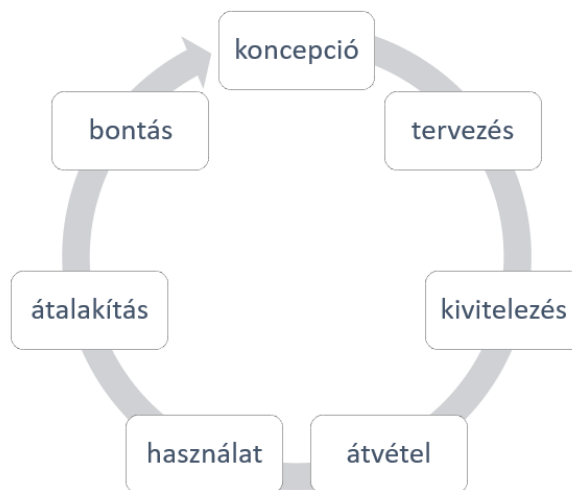 koncepció
tervezés
kivitelezés
átvétel
használat
átalakítás
bontás